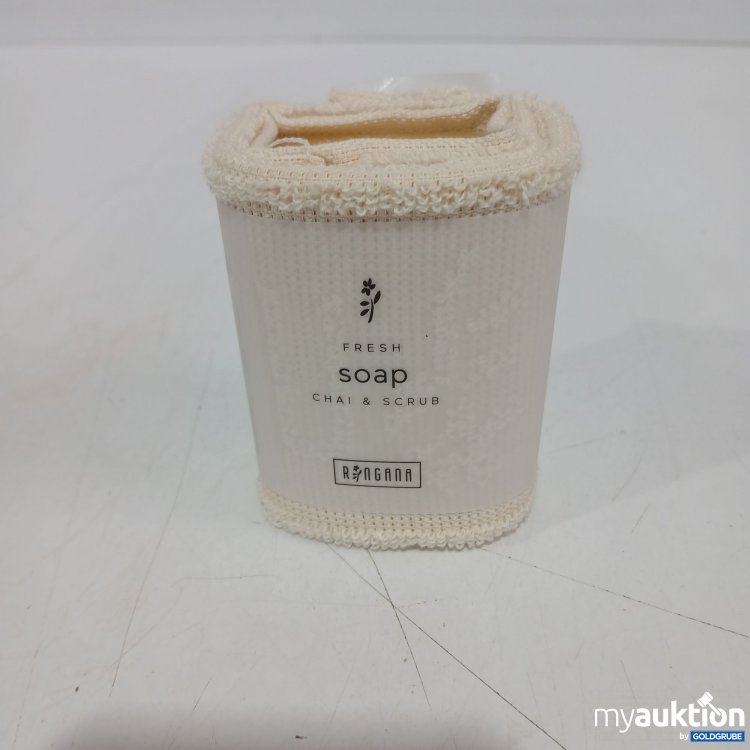 FRESH
soap
CHAI & SCRUB
RINGANA
myauktion
by GOLDGRUBE